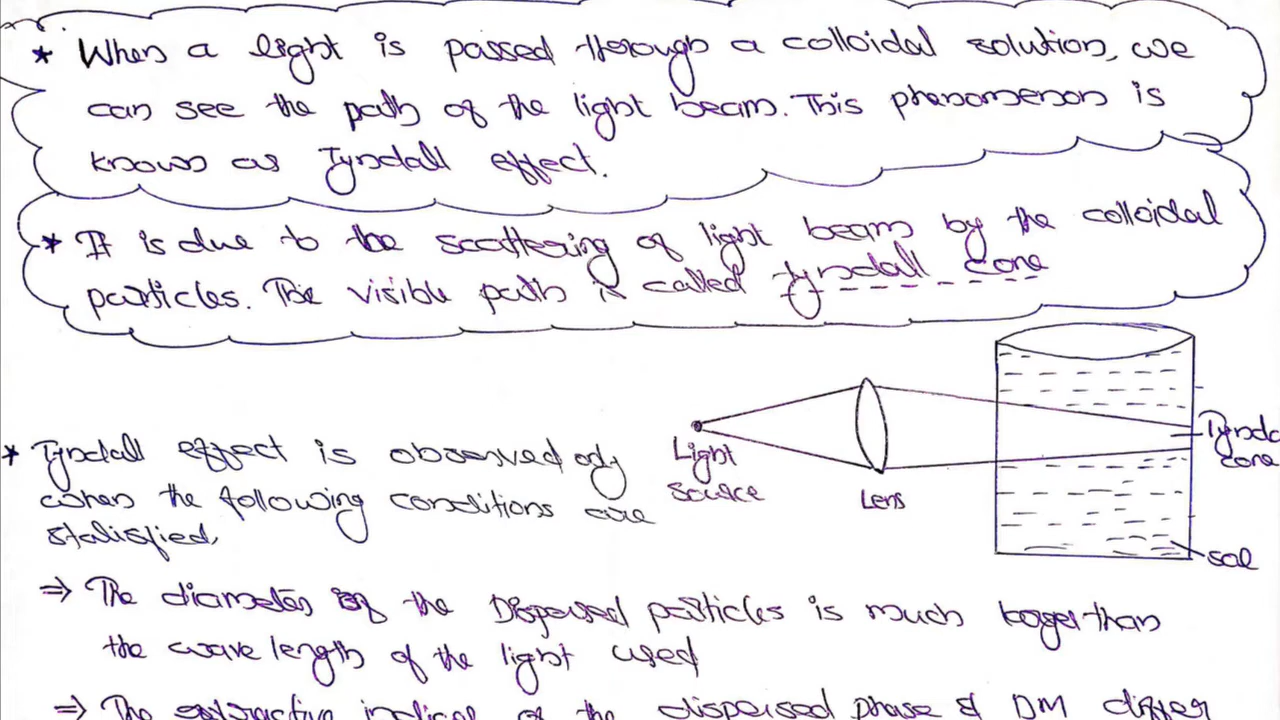 * When a light is passed through a colloidal solution, we
can see the path of the light beam. This phenomenon is
known as Tyndall effect.
* It is due to the scattering of light beam by the colloidal
particles. The visible path is called tyndall cone
* Tyndall effect is observed only
when the following conditions are
statisfied,
Light
source
Lens
Tynda
cone
sol
⇒ The diameter of the Dispersed particles is much larger than
the wave length of the light used
⇒ The indices of the dispersed phase & DM differ